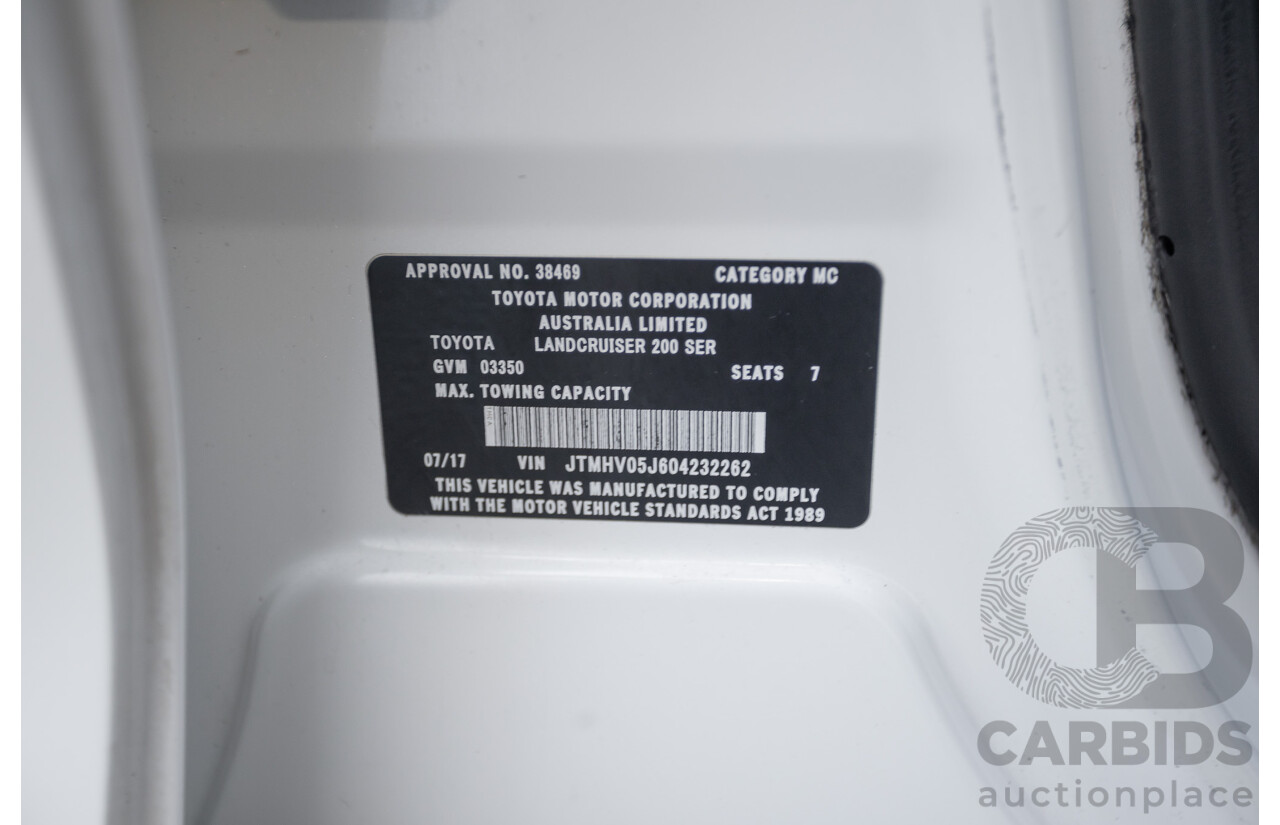 APPROVAL NO. 38469 CATEGORY MC
TOYOTA MOTOR CORPORATION
AUSTRALIA LIMITED
TOYOTA LANDCRUISER 200 SER
GVM 03350 SEATS 7
MAX. TOWING CAPACITY
07/17 VIN JTMHV05J604232262
THIS VEHICLE WAS MANUFACTURED TO COMPLY
WITH THE MOTOR VEHICLE STANDARDS ACT 1989
CB
CARBIDS
auctionplace